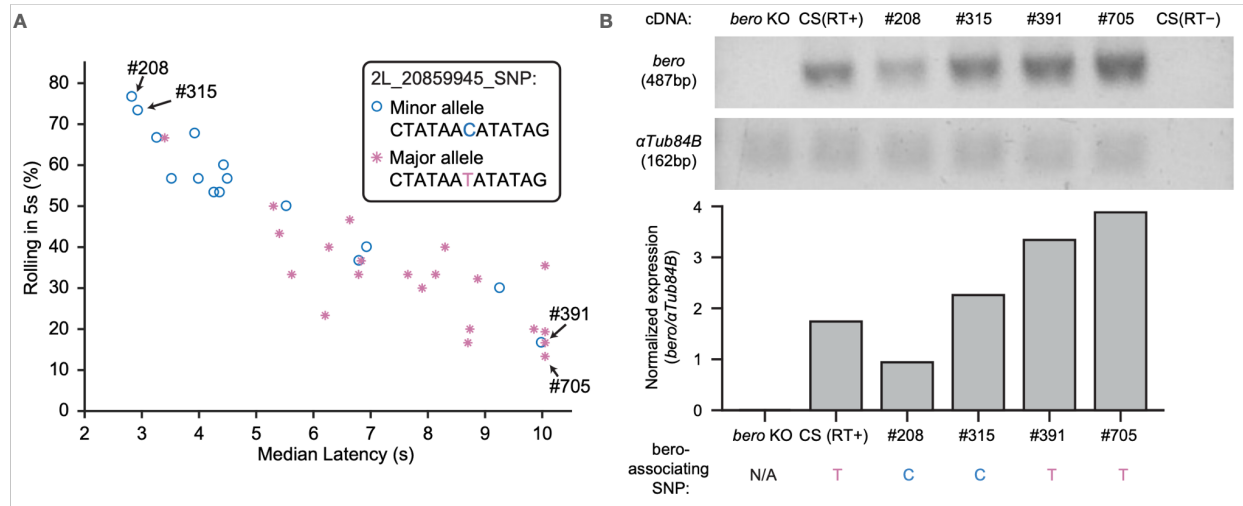 A
80
70
60
50
40
30
20
10
0
Rolling in 5s (%)
2 3 4 5 6 7 8 9 10
Median Latency (s)
#208
#315
#391
#705
2L_20859945_SNP:
Minor allele
CTATAACATATAG
Major allele
CTATAATATATAG
B
cDNA: bero KO CS(RT+) #208 #315 #391 #705 CS(RT−)
bero
(487bp)
αTub84B
(162bp)
4
3
2
1
0
Normalized expression
(bero/αTub84B)
bero KO CS (RT+) #208 #315 #391 #705
bero-
associating
SNP:
N/A T C C T T